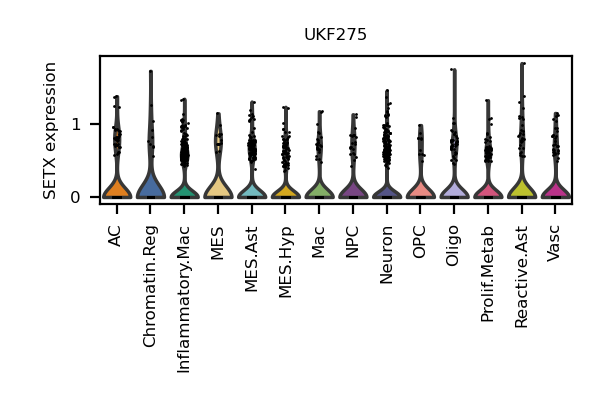 UKF275
SETX expression
1
0
AC
Chromatin.Reg
Inflammatory.Mac
MES
MES.Ast
MES.Hyp
Mac
NPC
Neuron
OPC
Oligo
Prolif.Metab
Reactive.Ast
Vasc